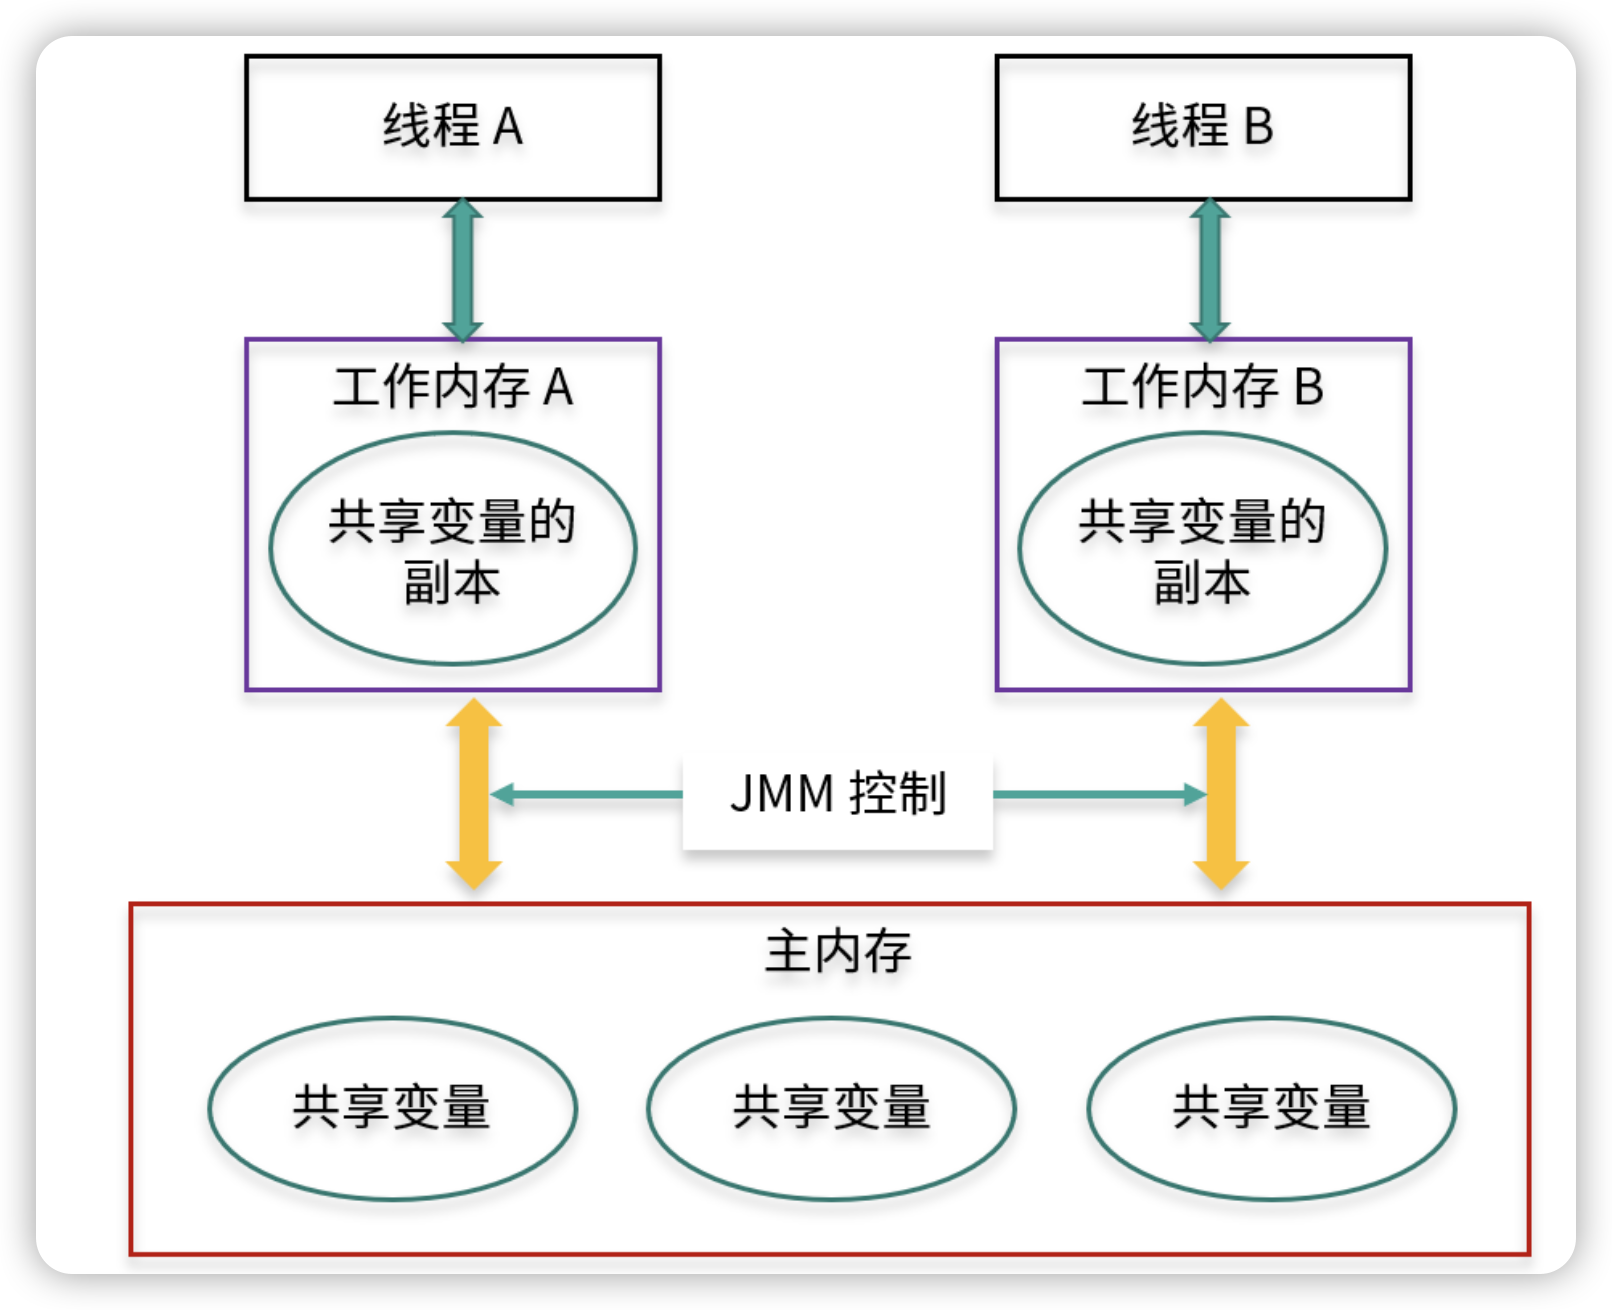 线程 A
线程 B
工作内存 A
共享变量的
副本
工作内存 B
共享变量的
副本
JMM 控制
主内存
共享变量
共享变量
共享变量